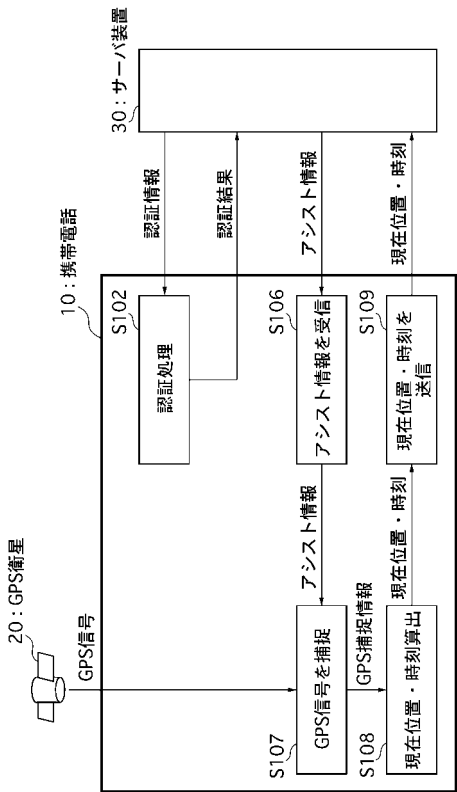 20：GPS衛星
GPS信号
10：携帯電話
30：サーバ装置
認証情報
S102
認証処理
認証結果
アシスト情報
S106
アシスト情報を受信
アシスト情報
S107
GPS信号を捕捉
GPS捕捉情報
S108
現在位置・時刻算出
現在位置・時刻
S109
現在位置・時刻を
送信
現在位置・時刻